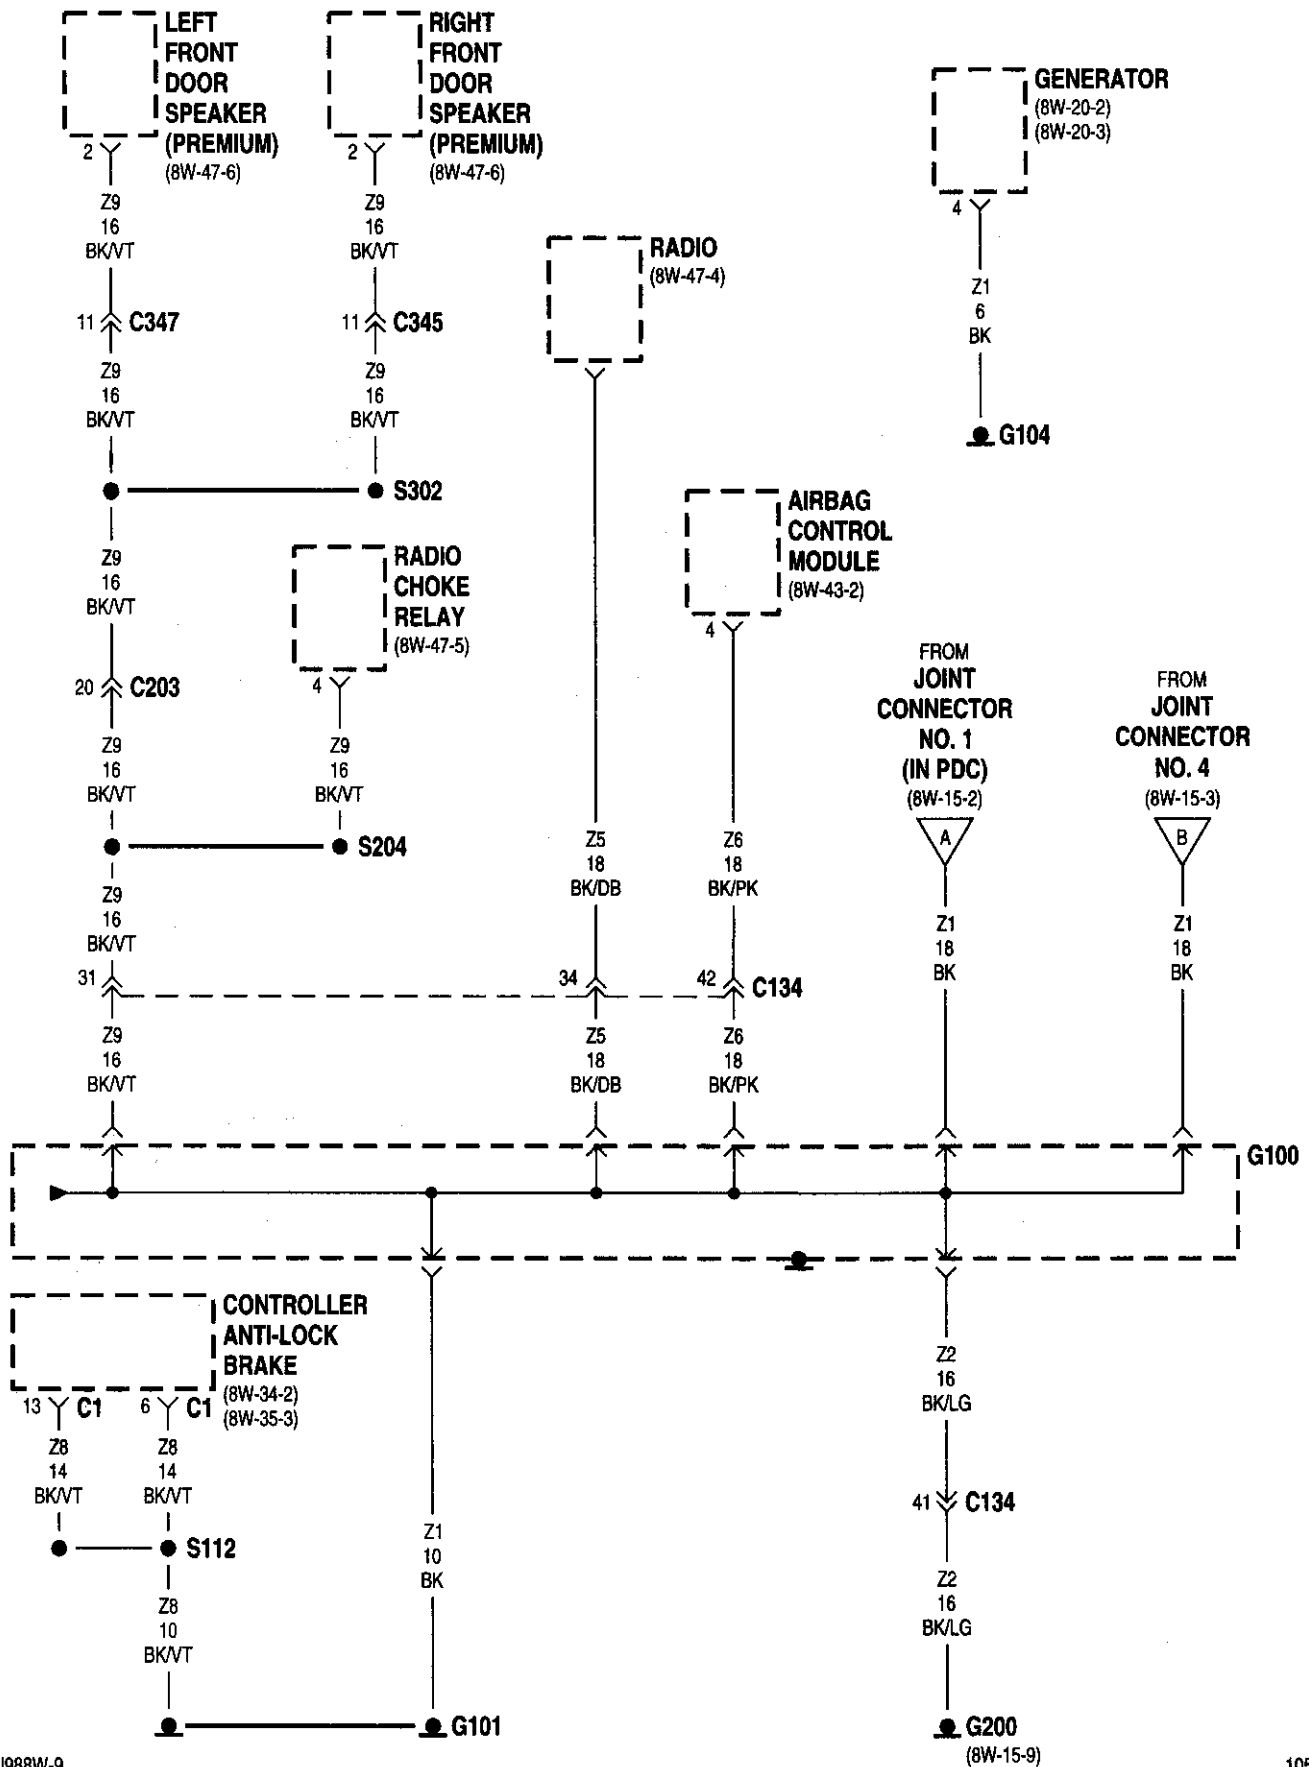 LEFT
FRONT
DOOR
SPEAKER
(PREMIUM)
(8W-47-6)
2
Z9
16
BK/VT
11
C347
Z9
16
BK/VT
RIGHT
FRONT
DOOR
SPEAKER
(PREMIUM)
(8W-47-6)
2
Z9
16
BK/VT
11
C345
Z9
16
BK/VT
S302
GENERATOR
(8W-20-2)
(8W-20-3)
4
Z1
6
BK
G104
RADIO
(8W-47-4)
Z9
16
BK/VT
20
C203
Z9
16
BK/VT
RADIO
CHOKE
RELAY
(8W-47-5)
4
Z9
16
BK/VT
S204
AIRBAG
CONTROL
MODULE
(8W-43-2)
4
FROM
JOINT
CONNECTOR
NO. 1
(IN PDC)
(8W-15-2)
A
FROM
JOINT
CONNECTOR
NO. 4
(8W-15-3)
B
Z9
16
BK/VT
31
Z9
16
BK/VT
Z5
18
BK/DB
34
Z5
18
BK/DB
Z6
18
BK/PK
42
C134
Z6
18
BK/PK
Z1
18
BK
Z1
18
BK
G100
CONTROLLER
ANTI-LOCK
BRAKE
(8W-34-2)
(8W-35-3)
13
C1
6
C1
Z8
14
BK/VT
Z8
14
BK/VT
S112
Z8
10
BK/VT
Z1
10
BK
G101
Z2
16
BK/LG
41
C134
Z2
16
BK/LG
G200
(8W-15-9)
J988W-9